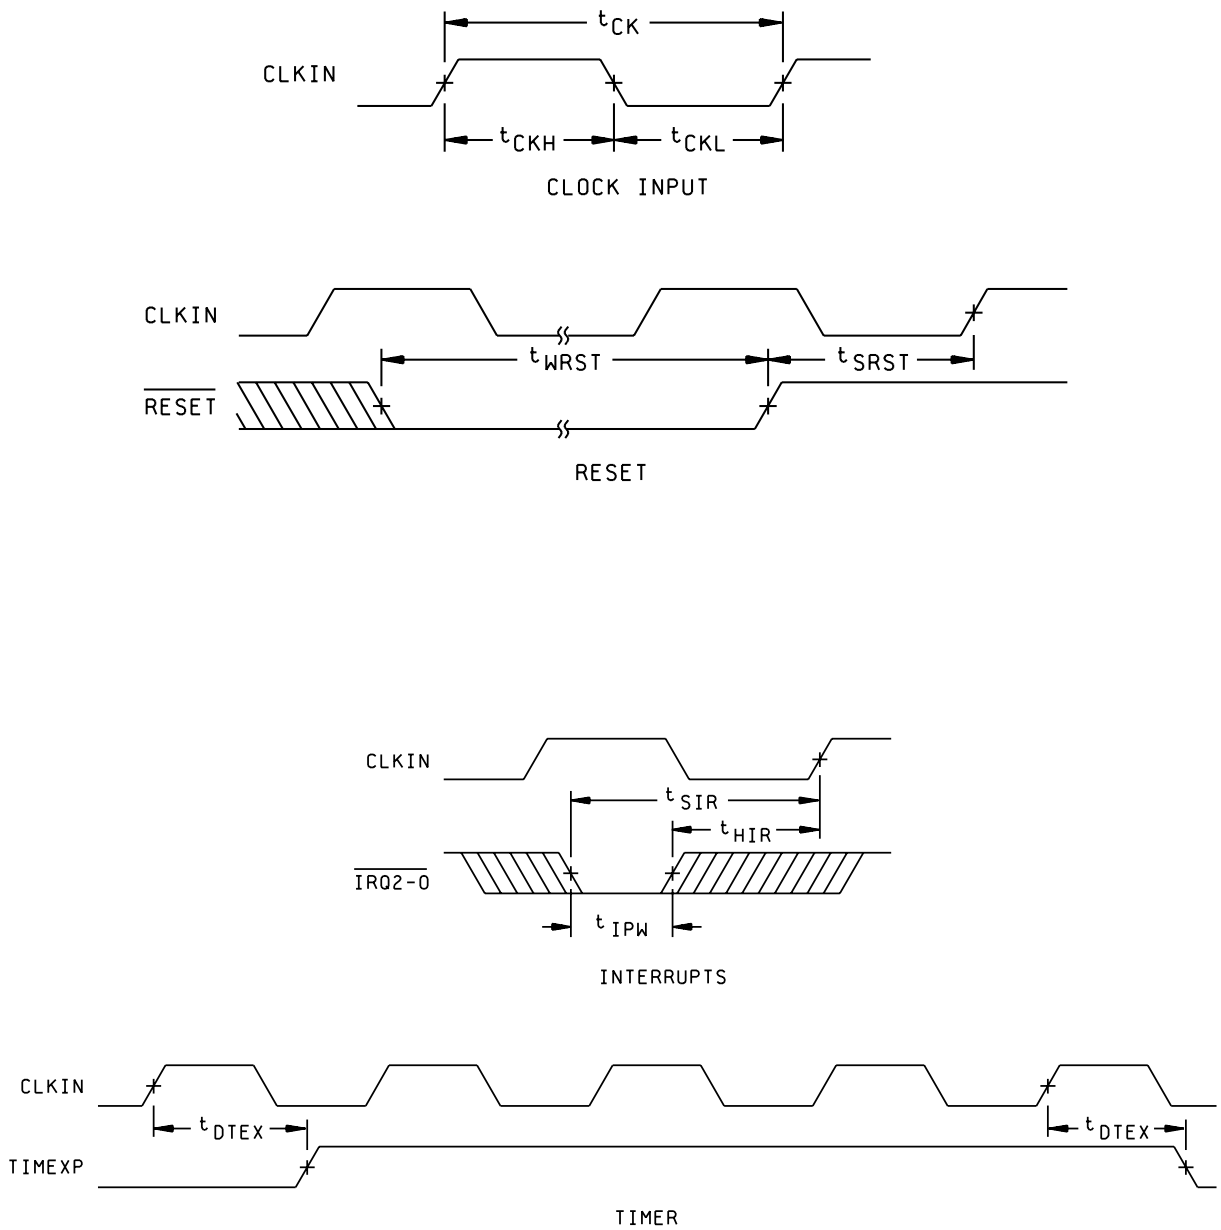 tCK
CLKIN
tCKH tCKL
CLOCK INPUT
CLKIN
tWRST tSRST
RESET
RESET
CLKIN
tSIR
tHIR
IRQ2-0
tIPW
INTERRUPTS
CLKIN
tDTEX tDTEX
TIMEXP
TIMER